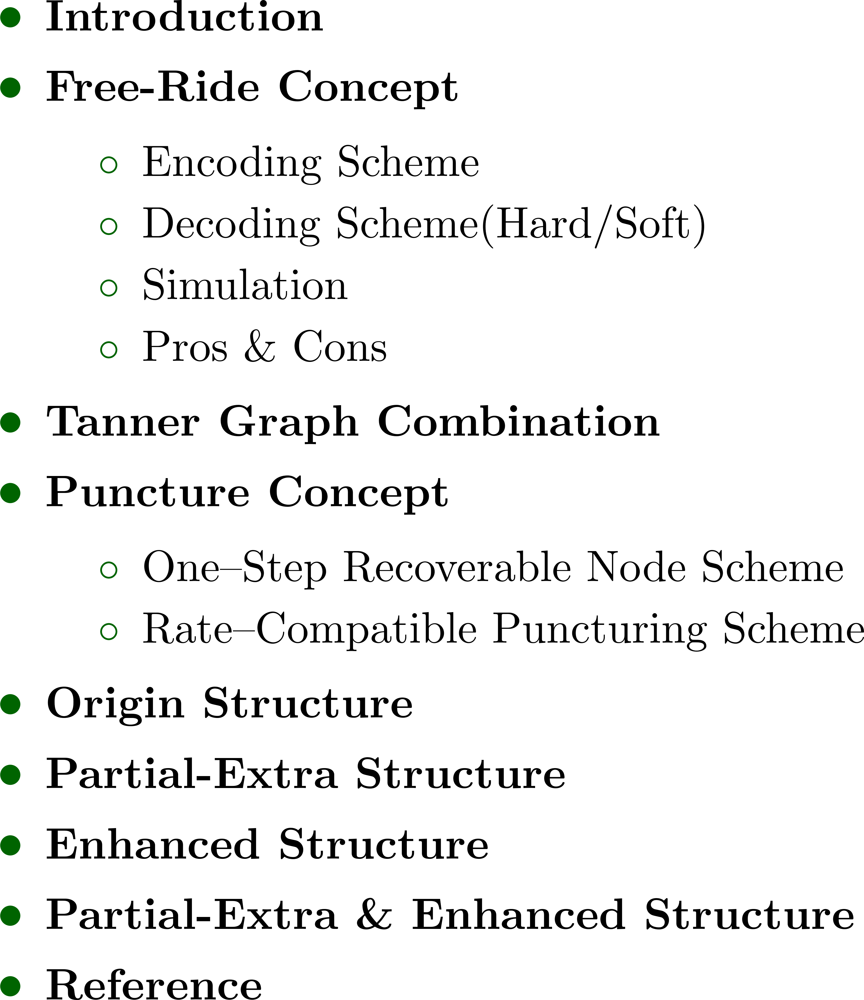 Introduction
Free-Ride Concept
Encoding Scheme
Decoding Scheme(Hard/Soft)
Simulation
Pros & Cons
Tanner Graph Combination
Puncture Concept
One–Step Recoverable Node Scheme
Rate–Compatible Puncturing Scheme
Origin Structure
Partial-Extra Structure
Enhanced Structure
Partial-Extra & Enhanced Structure
Reference